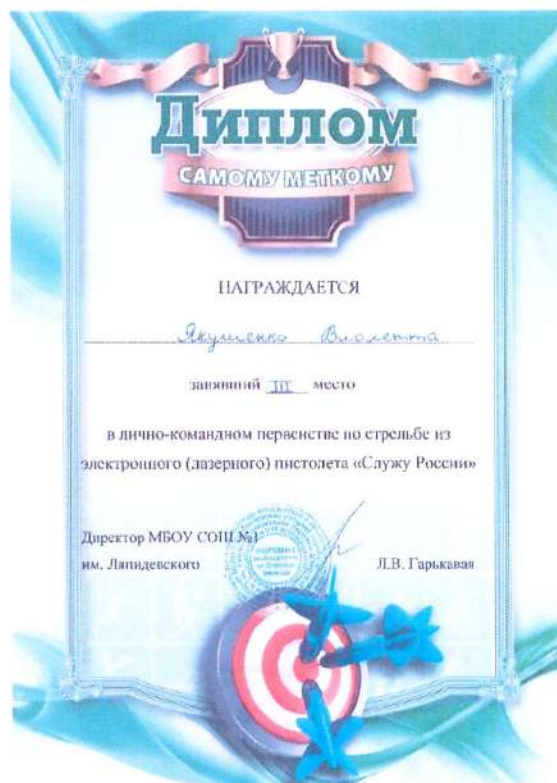 Диплом
САМОМУ МЕТКОМУ
НАГРАЖДАЕТСЯ
Якушенко Виолетта
занявший III место
в лично-командном первенстве по стрельбе из
электронного (лазерного) пистолета «Служу России»
Директор МБОУ СОШ №1
им. Ляпидевского Л.В. Гарькавая